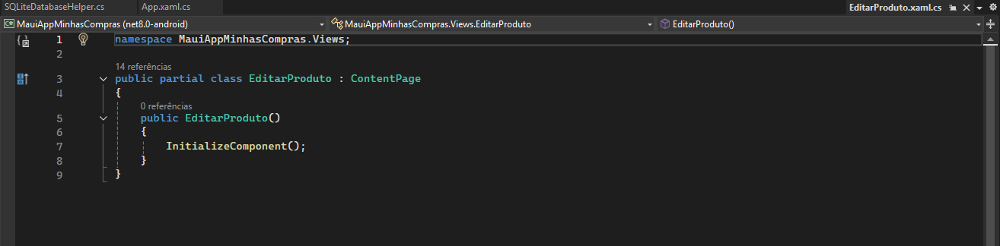 SQLiteDatabaseHelper.cs App.xaml.cs EditarProduto.xaml.cs
C# MauiAppMinhasCompras (net8.0-android) MauiAppMinhasCompras.Views.EditarProduto EditarProduto()
1 namespace MauiAppMinhasCompras.Views;
2
14 referências
3 public partial class EditarProduto : ContentPage
4 {
0 referências
5 public EditarProduto()
6 {
7 InitializeComponent();
8 }
9 }